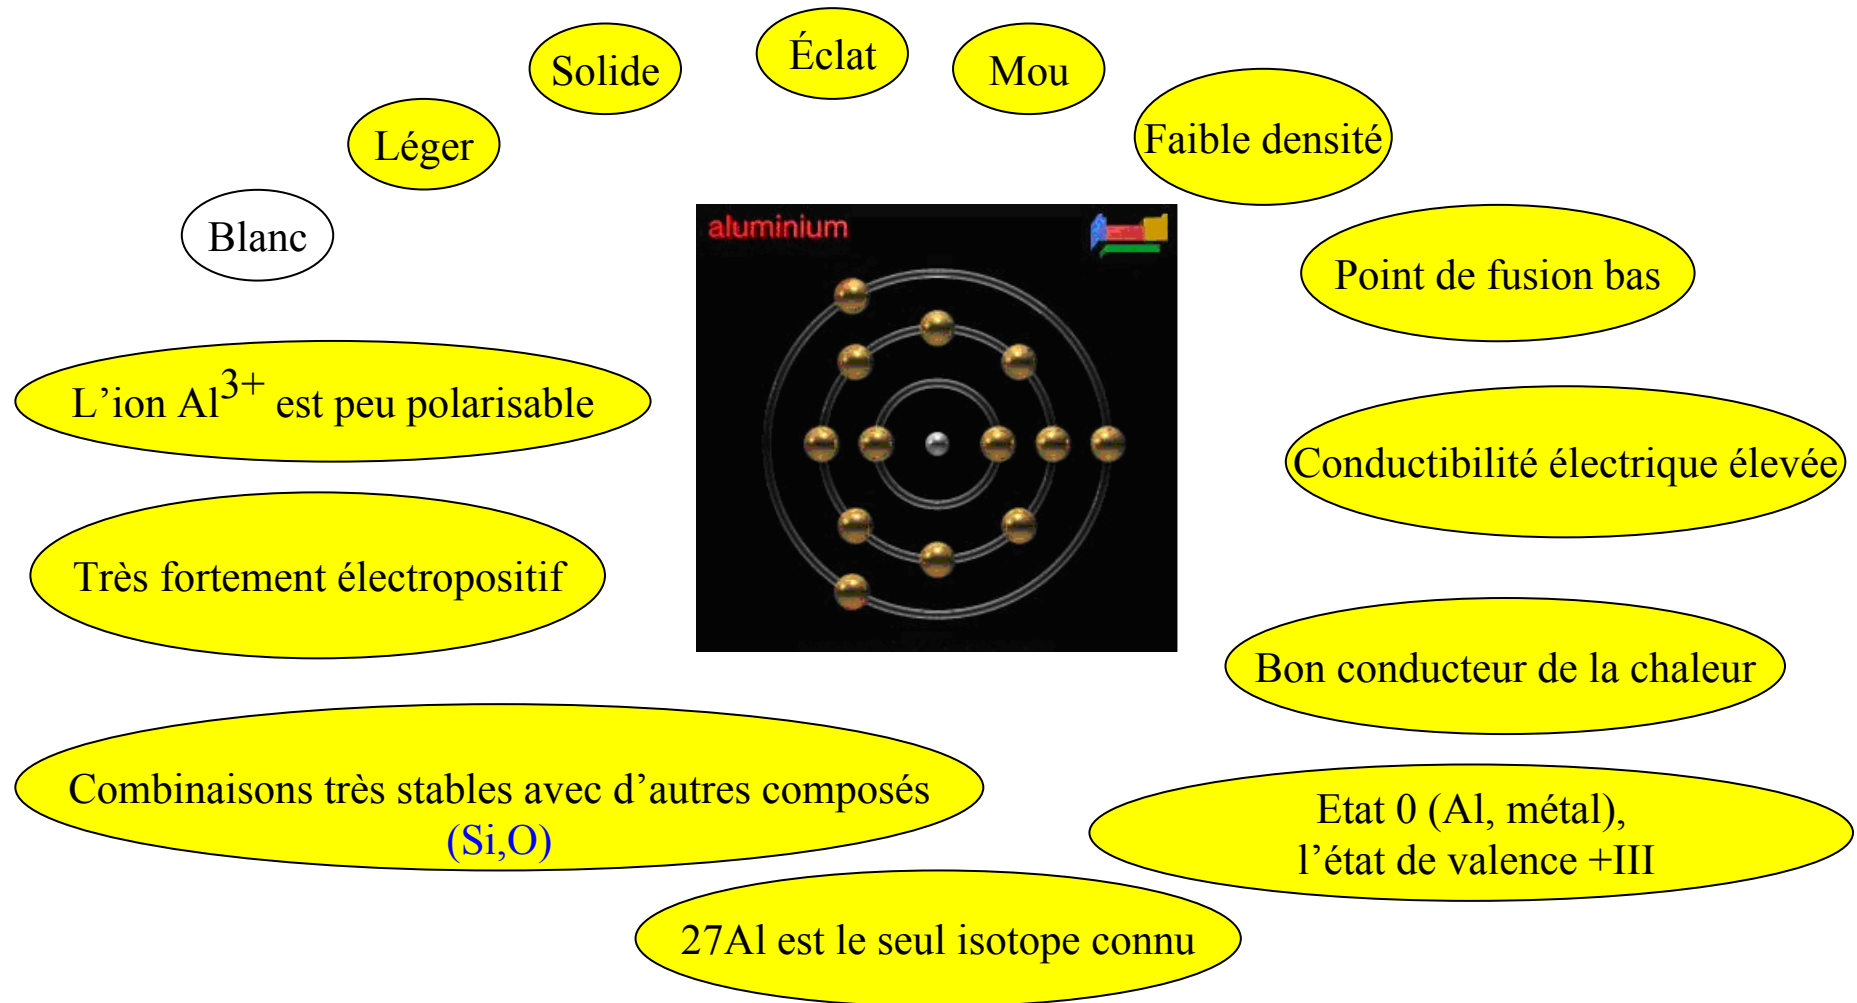 Solide
Éclat
Mou
Léger
Faible densité
Blanc
aluminium
Point de fusion bas
L’ion Al3+ est peu polarisable
Conductibilité électrique élevée
Très fortement électropositif
Bon conducteur de la chaleur
Combinaisons très stables avec d’autres composés
(Si,O)
Etat 0 (Al, métal),
l’état de valence +III
27Al est le seul isotope connu